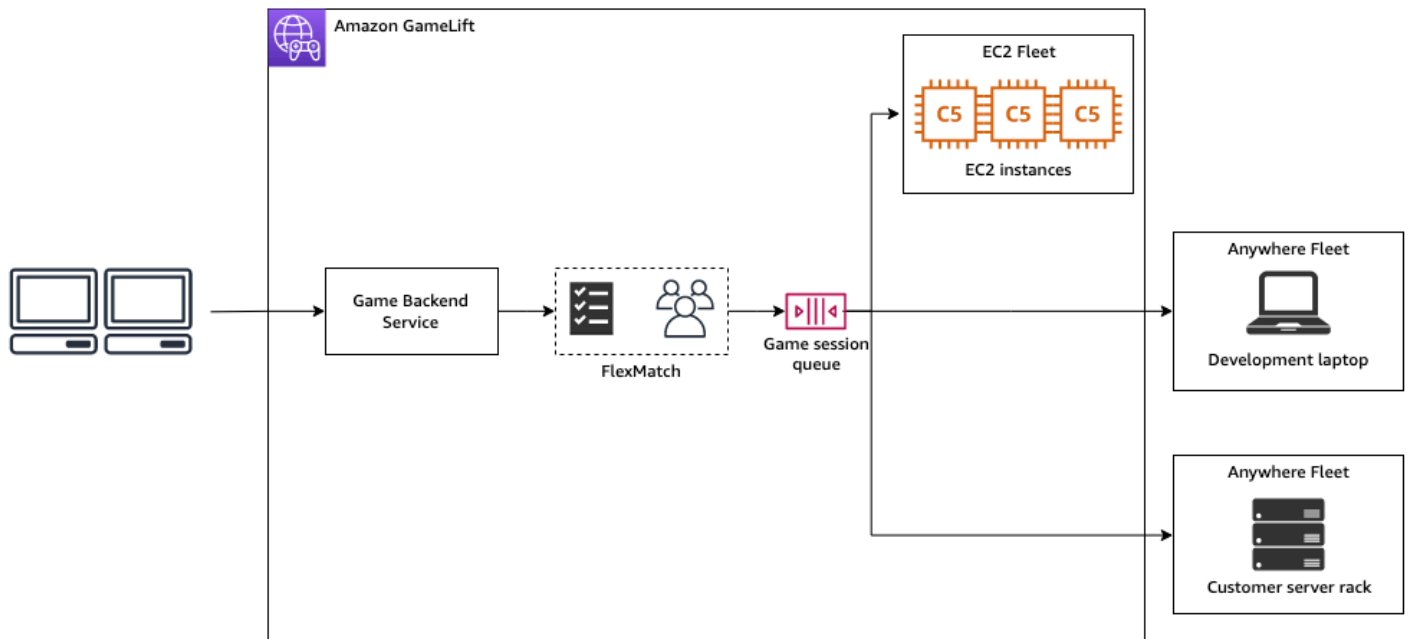 Amazon GameLift
EC2 Fleet
C5 C5 C5
EC2 instances
Game Backend
Service
FlexMatch
Game session
queue
Anywhere Fleet
Development laptop
Anywhere Fleet
Customer server rack